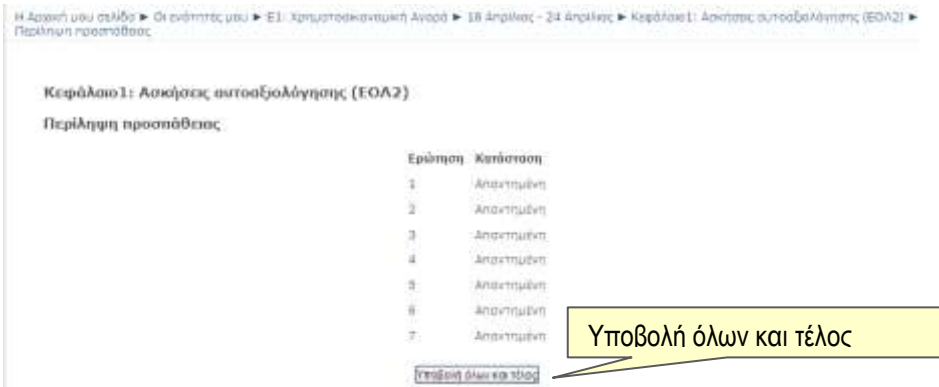 Η Αρχική μου σελίδα ► Οι ενότητές μου ► Ε1: Χρηματοοικονομική Αγορά ► 18 Απρίλιος - 24 Απρίλιος ► Κεφάλαιο1: Ασκήσεις αυτοαξιολόγησης (ΕΟΛ2) ►
Περίληψη προσπάθειας
Κεφάλαιο1: Ασκήσεις αυτοαξιολόγησης (ΕΟΛ2)
Περίληψη προσπάθειας
Ερώτηση Κατάσταση
1 Απαντημένη
2 Απαντημένη
3 Απαντημένη
4 Απαντημένη
5 Απαντημένη
6 Απαντημένη
7 Απαντημένη
Υποβολή όλων και τέλος
Υποβολή όλων και τέλος